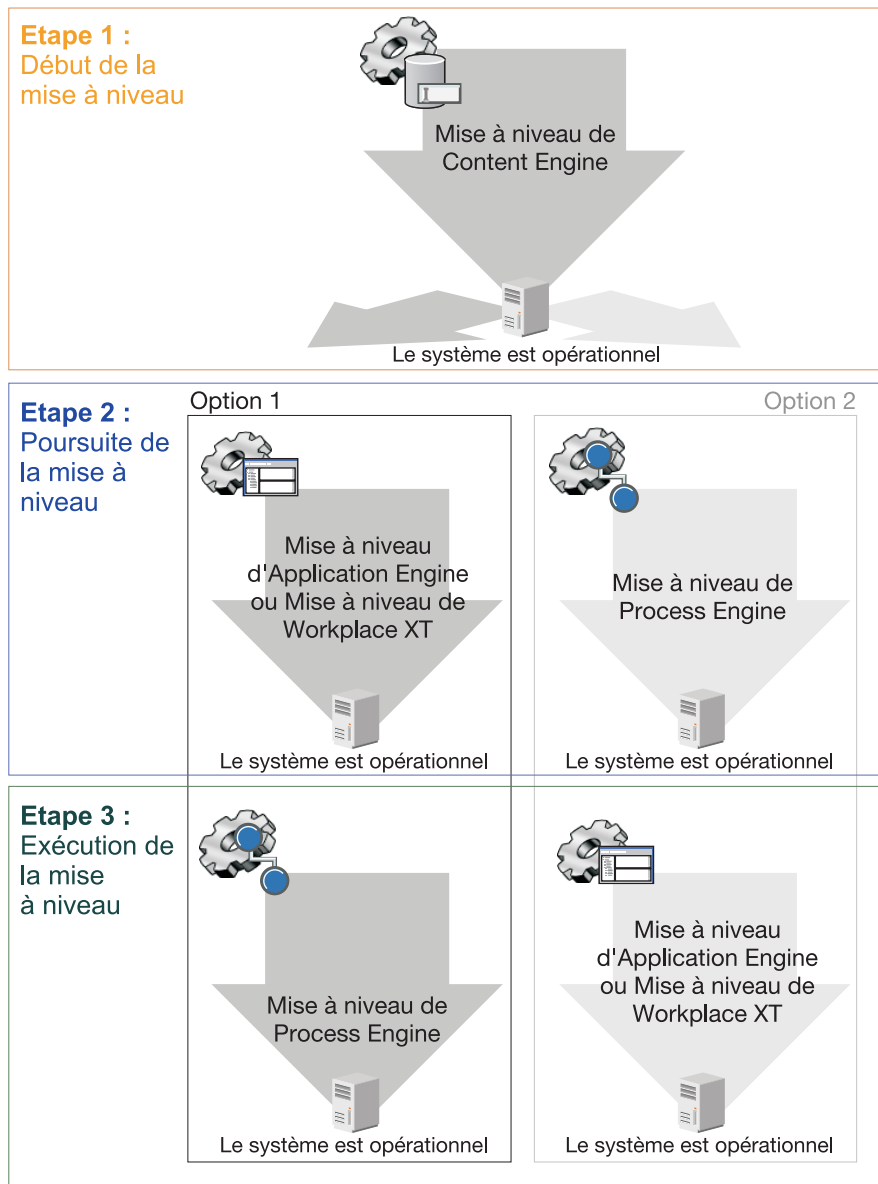 Etape 1 :
Début de la
mise à niveau
Mise à niveau de
Content Engine
Le système est opérationnel
Etape 2 :
Poursuite de
la mise à
niveau
Option 1
Mise à niveau
d'Application Engine
ou Mise à niveau de
Workplace XT
Le système est opérationnel
Option 2
Mise à niveau de
Process Engine
Le système est opérationnel
Etape 3 :
Exécution de
la mise
à niveau
Mise à niveau de
Process Engine
Le système est opérationnel
Mise à niveau
d'Application Engine
ou Mise à niveau de
Workplace XT
Le système est opérationnel